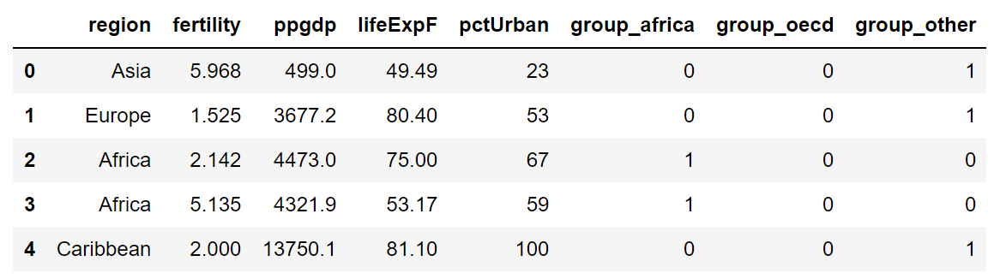 region fertility ppgdp lifeExpF pctUrban group_africa group_oecd group_other
0 Asia 5.968 499.0 49.49 23 0 0 1
1 Europe 1.525 3677.2 80.40 53 0 0 1
2 Africa 2.142 4473.0 75.00 67 1 0 0
3 Africa 5.135 4321.9 53.17 59 1 0 0
4 Caribbean 2.000 13750.1 81.10 100 0 0 1